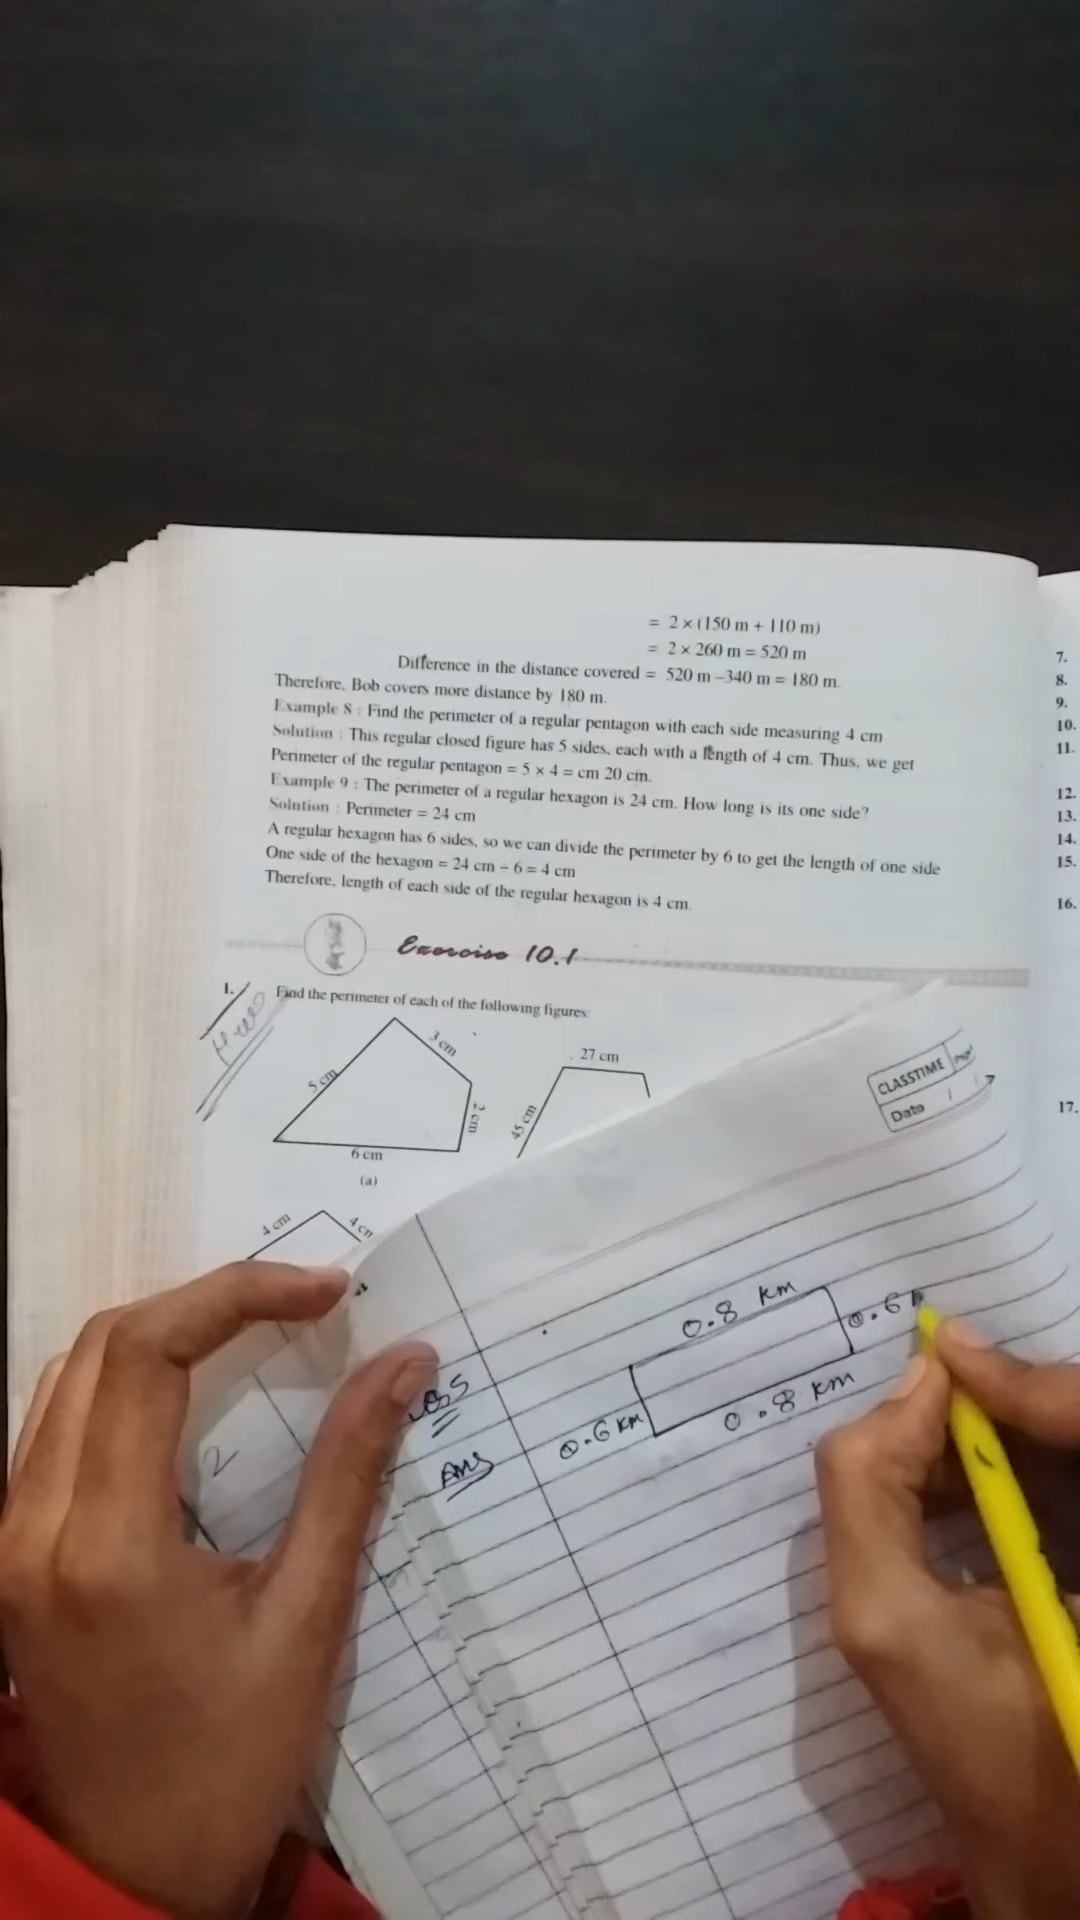 = 2 × (150 m + 110 m)
= 2 × 260 m = 520 m
Difference in the distance covered = 520 m –340 m = 180 m.
Therefore, Bob covers more distance by 180 m.
Example 8 : Find the perimeter of a regular pentagon with each side measuring 4 cm
Solution : This regular closed figure has 5 sides, each with a length of 4 cm. Thus, we get
Perimeter of the regular pentagon = 5 × 4 = cm 20 cm.
Example 9 : The perimeter of a regular hexagon is 24 cm. How long is its one side?
Solution : Perimeter = 24 cm
A regular hexagon has 6 sides, so we can divide the perimeter by 6 to get the length of one side
One side of the hexagon = 24 cm ÷ 6 = 4 cm
Therefore, length of each side of the regular hexagon is 4 cm.
Exercise 10.1
1. Find the perimeter of each of the following figures:
5 cm
3 cm
2 cm
6 cm
(a)
27 cm
45 cm
4 cm
CLASSTIME
Date
0.8 km
0.6
0.6 km
0.8 km
Ans
2
7.
8.
9.
10.
11.
12.
13.
14.
15.
16.
17.